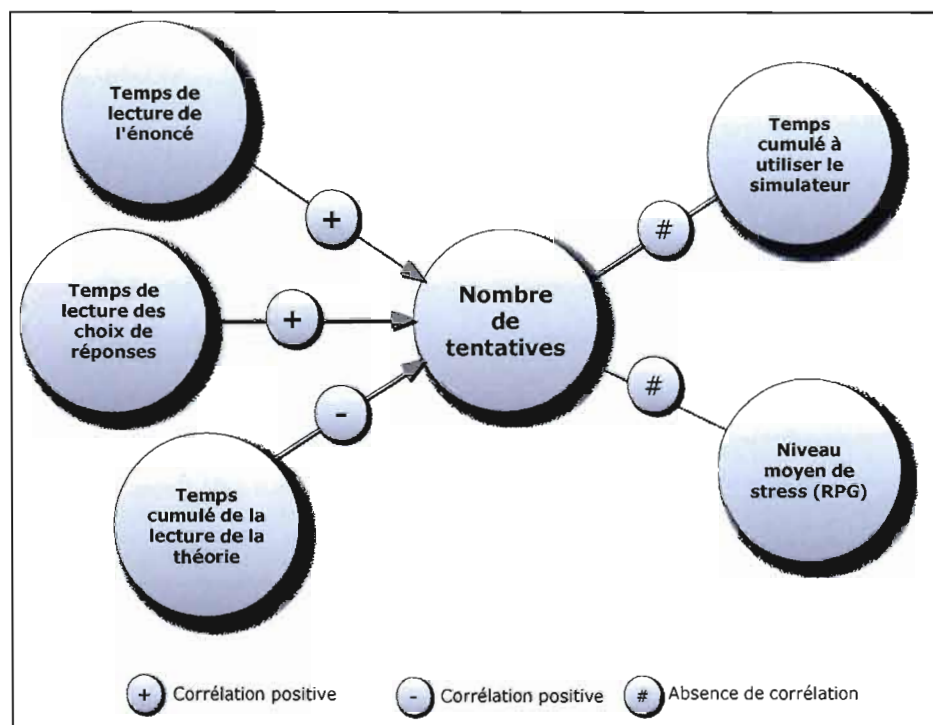 Temps de
lecture de
l'énoncé
+
Temps de
lecture des
choix de
réponses
+
Temps
cumulé de la
lecture de la
théorie
-
Nombre
de
tentatives
#
Temps
cumulé à
utiliser le
simulateur
#
Niveau
moyen de
stress (RPG)
+ Corrélation positive
- Corrélation positive
# Absence de corrélation